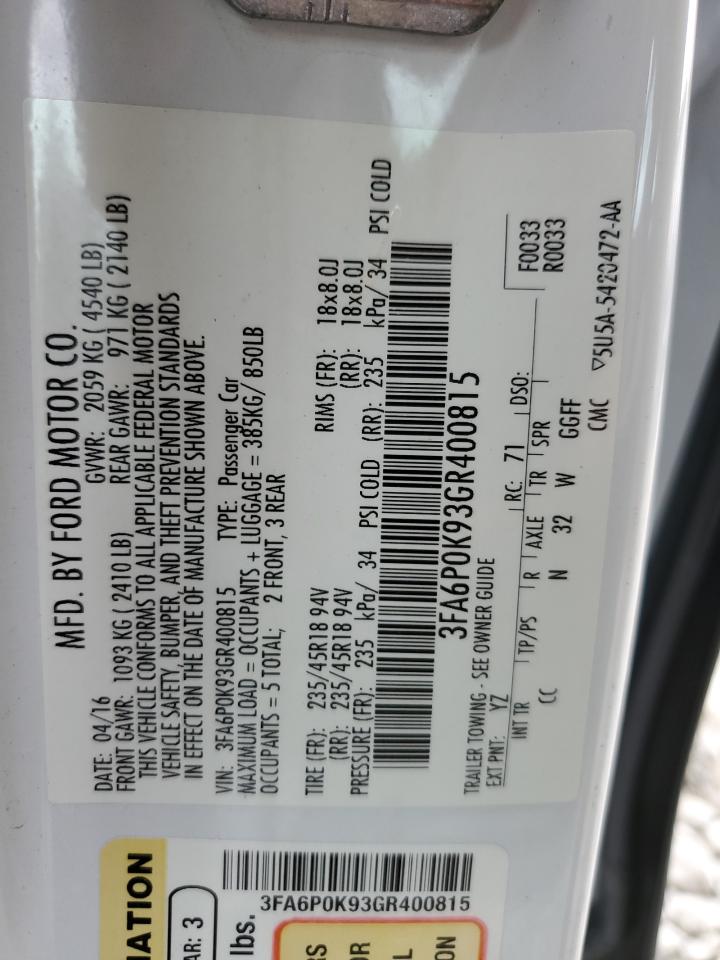 MFD. BY FORD MOTOR CO.
DATE: 04/16 GVWR: 2059 KG ( 4540 LB)
FRONT GAWR: 1093 KG ( 2410 LB) REAR GAWR: 971 KG ( 2140 LB)
THIS VEHICLE CONFORMS TO ALL APPLICABLE FEDERAL MOTOR
VEHICLE SAFETY, BUMPER, AND THEFT PREVENTION STANDARDS
IN EFFECT ON THE DATE OF MANUFACTURE SHOWN ABOVE.
VIN: 3FA6P0K93GR400815 TYPE: Passenger Car
MAXIMUM LOAD = OCCUPANTS + LUGGAGE = 385KG/ 850LB
OCCUPANTS = 5 TOTAL; 2 FRONT, 3 REAR
TIRE (FR): 235/45R18 94V RIMS (FR): 18x8.0J
(RR): 235/45R18 94V (RR): 18x8.0J
PRESSURE (FR): 235 kPa/ 34 PSI COLD (RR): 235 kPa/ 34 PSI COLD
3FA6P0K93GR400815
TRAILER TOWING - SEE OWNER GUIDE
EXT PNT: YZ RC: 71 DSO: F0033
R0033
INT TR TP/PS R AXLE TR SPR
CC N 32 W GGFF
CMC ▽5U5A-5420472-AA
MATION
AR: 3
lbs.
3FA6P0K93GR400815
RS
OR
L
ON